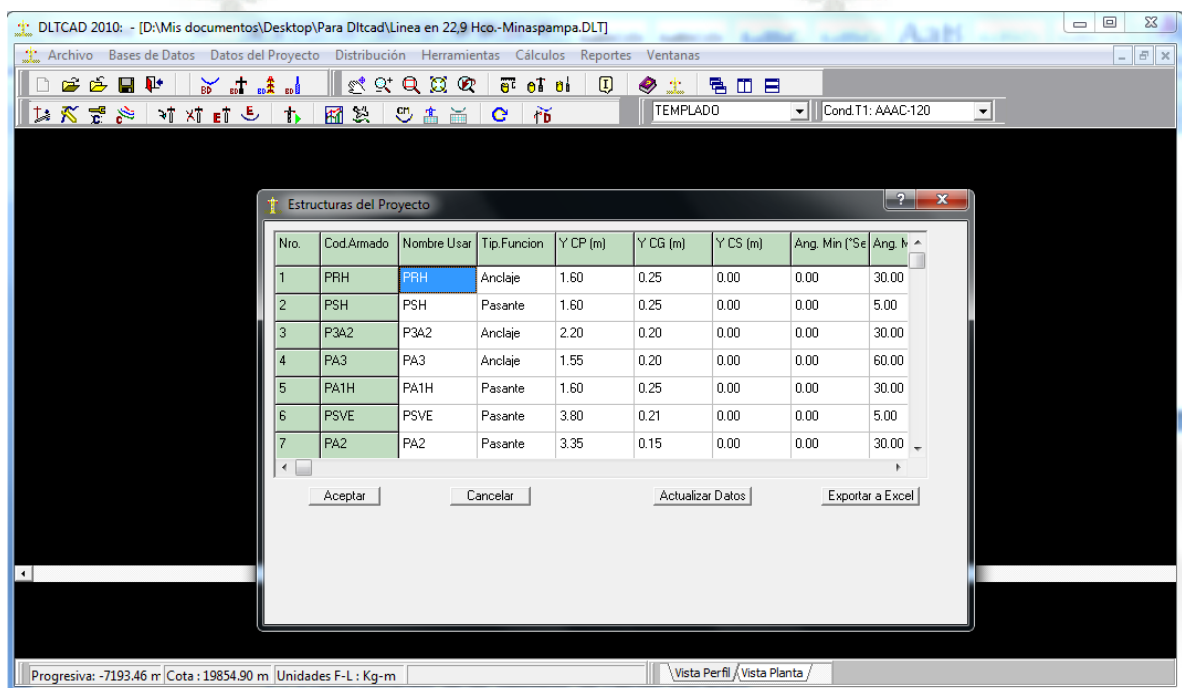 DLTCAD 2010: - [D:\Mis documentos\Desktop\Para Dltcad\Linea en 22,9 Hco.-Minaspampa.DLT]
Archivo Bases de Datos Datos del Proyecto Distribución Herramientas Cálculos Reportes Ventanas
TEMPLADO Cond.T1: AAAC-120
Estructuras del Proyecto
Nro. Cod.Armado Nombre Usar Tip.Funcion Y CP (m) Y CG (m) Y CS (m) Ang. Min (°Se Ang. M
1 PRH PRH Anclaje 1.60 0.25 0.00 0.00 30.00
2 PSH PSH Pasante 1.60 0.25 0.00 0.00 5.00
3 P3A2 P3A2 Anclaje 2.20 0.20 0.00 0.00 30.00
4 PA3 PA3 Anclaje 1.55 0.20 0.00 0.00 60.00
5 PA1H PA1H Pasante 1.60 0.25 0.00 0.00 30.00
6 PSVE PSVE Pasante 3.80 0.21 0.00 0.00 5.00
7 PA2 PA2 Pasante 3.35 0.15 0.00 0.00 30.00
Aceptar Cancelar Actualizar Datos Exportar a Excel
Progresiva: -7193.46 m Cota : 19854.90 m Unidades F-L : Kg-m Vista Perfil Vista Planta